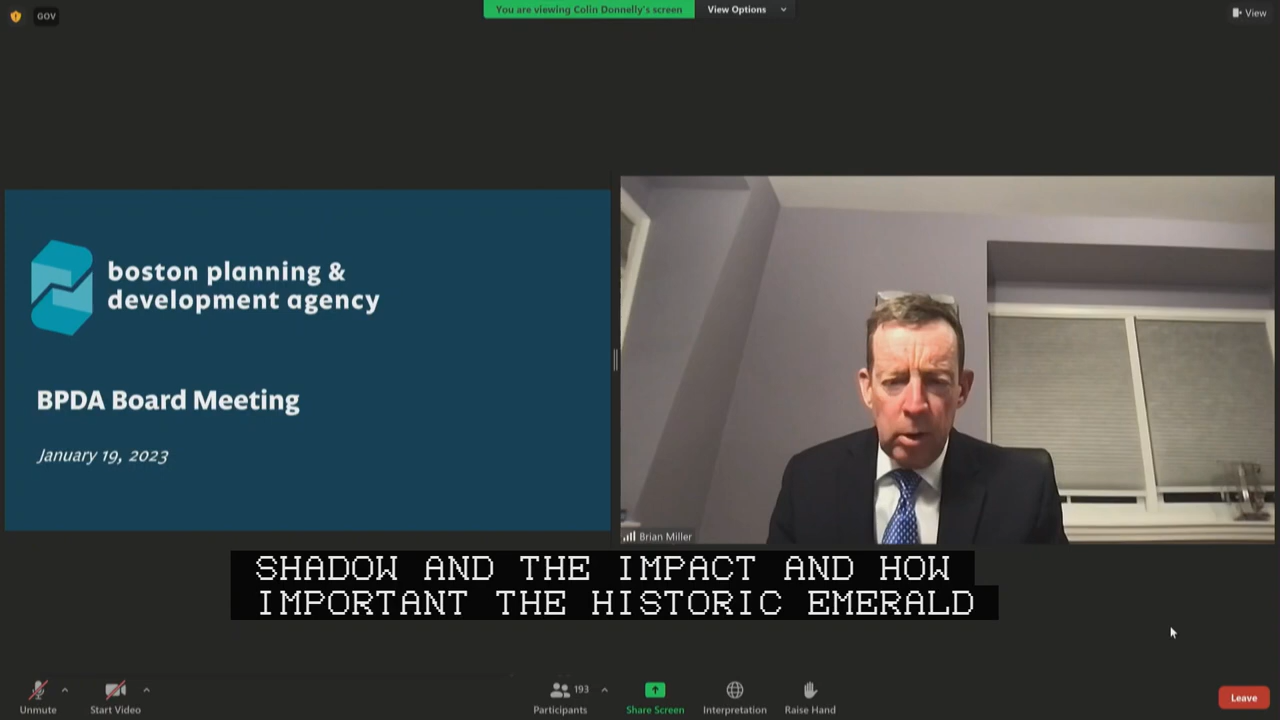 GOV
You are viewing Colin Donnelly's screen
View Options
View
boston planning &
development agency
BPDA Board Meeting
January 19, 2023
Brian Miller
SHADOW AND THE IMPACT AND HOW
IMPORTANT THE HISTORIC EMERALD
Unmute
Start Video
193
Participants
Share Screen
Interpretation
Raise Hand
Leave